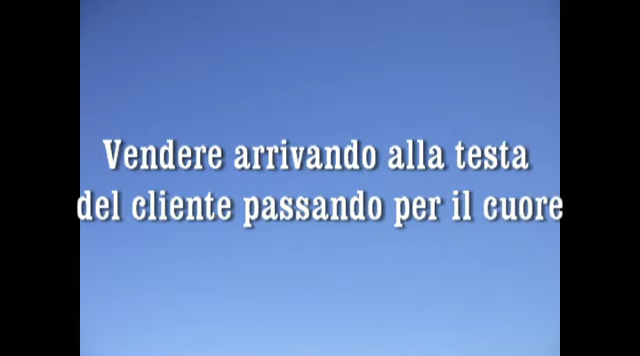 Vendere arrivando alla testa
del cliente passando per il cuore